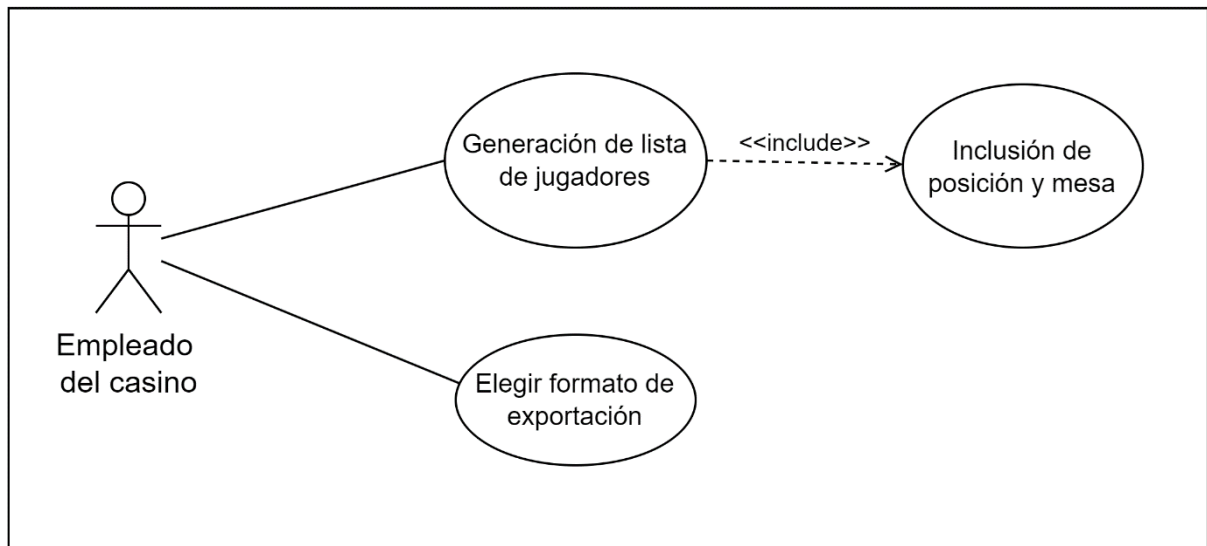 Generación de lista
de jugadores
<<include>>
Inclusión de
posición y mesa
Empleado
del casino
Elegir formato de
exportación